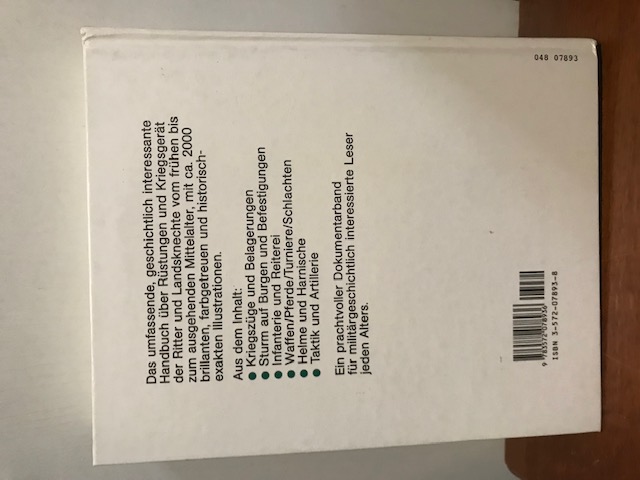 Das umfassende, geschichtlich interessante
Handbuch über Rüstungen und Kriegsgerät
der Ritter und Landsknechte vom frühen bis
zum ausgehenden Mittelalter, mit ca. 2000
brillanten, farbgetreuen und historisch-
exakten Illustrationen.
Aus dem Inhalt:
● Kriegszüge und Belagerungen
● Sturm auf Burgen und Befestigungen
● Infanterie und Reiterei
● Waffen/Pferde/Turniere/Schlachten
● Helme und Harnische
● Taktik und Artillerie
Ein prachtvoller Dokumentarband
für militärgeschichtlich interessierte Leser
jeden Alters.
9 783572 078936
ISBN 3-572-07893-8
048 07893